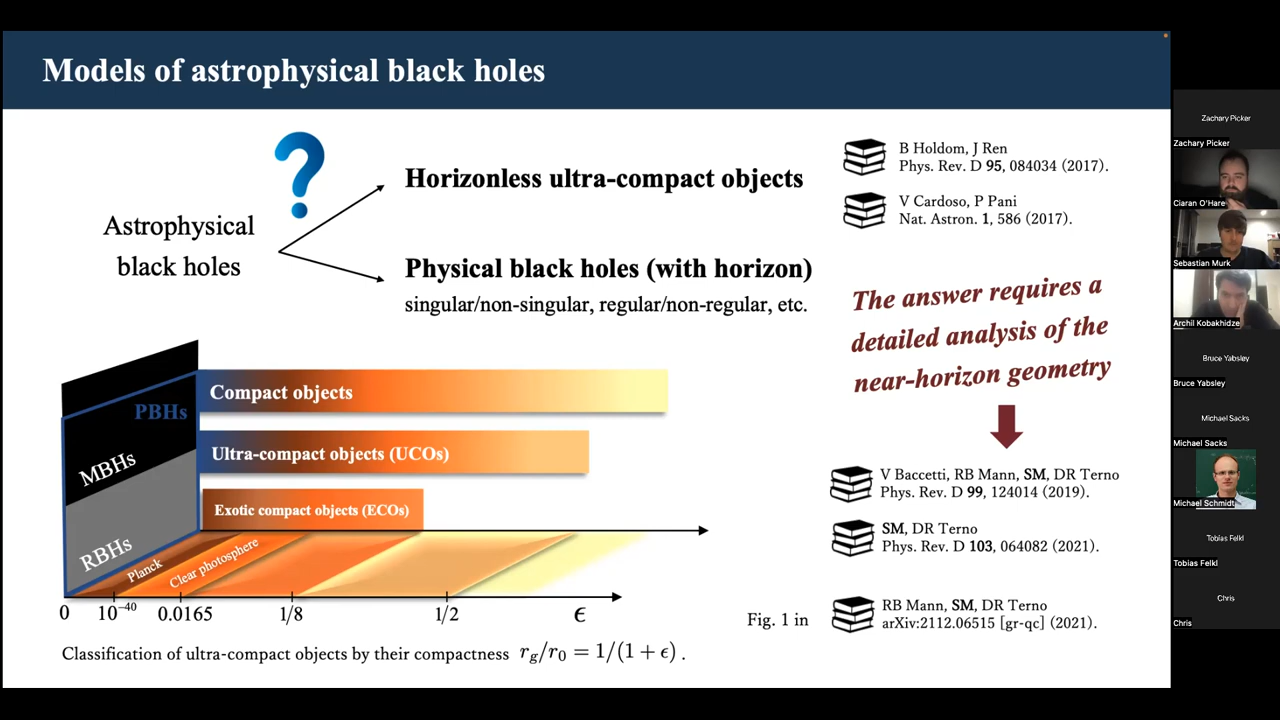 Models of astrophysical black holes
?
Astrophysical
black holes
Horizonless ultra-compact objects
Physical black holes (with horizon)
singular/non-singular, regular/non-regular, etc.
B Holdom, J Ren
Phys. Rev. D 95, 084034 (2017).
V Cardoso, P Pani
Nat. Astron. 1, 586 (2017).
The answer requires a
detailed analysis of the
near-horizon geometry
V Baccetti, RB Mann, SM, DR Terno
Phys. Rev. D 99, 124014 (2019).
SM, DR Terno
Phys. Rev. D 103, 064082 (2021).
Fig. 1 in
RB Mann, SM, DR Terno
arXiv:2112.06515 [gr-qc] (2021).
PBHs
MBHs
RBHs
Compact objects
Ultra-compact objects (UCOs)
Exotic compact objects (ECOs)
Planck
Clear photosphere
0 10⁻⁴⁰ 0.0165 1/8 1/2 ϵ
Classification of ultra-compact objects by their compactness r_g/r_0 = 1/(1 + ϵ) .
Zachary Picker
Zachary Picker
Ciaran O'Hare
Sebastian Murk
Archil Kobakhidze
Bruce Yabsley
Bruce Yabsley
Michael Sacks
Michael Sacks
Michael Schmidt
Tobias Felkl
Tobias Felkl
Chris
Chris